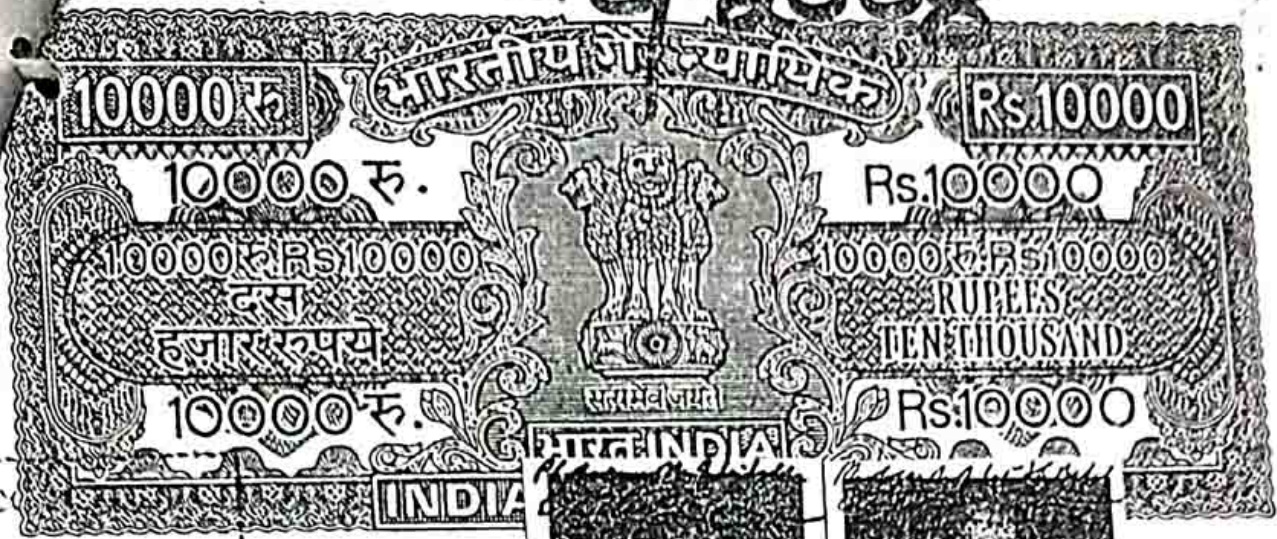 भारतीय गैर न्यायिक
10000 रु Rs.10000
10000 रु. Rs.10000
10000 रु. RS 10000 10000 रु. RS 10000
दस RUPEES
हजार रुपये TEN THOUSAND
10000 रु. Rs.10000
सत्यमेव जयते
भारत INDIA
INDIA